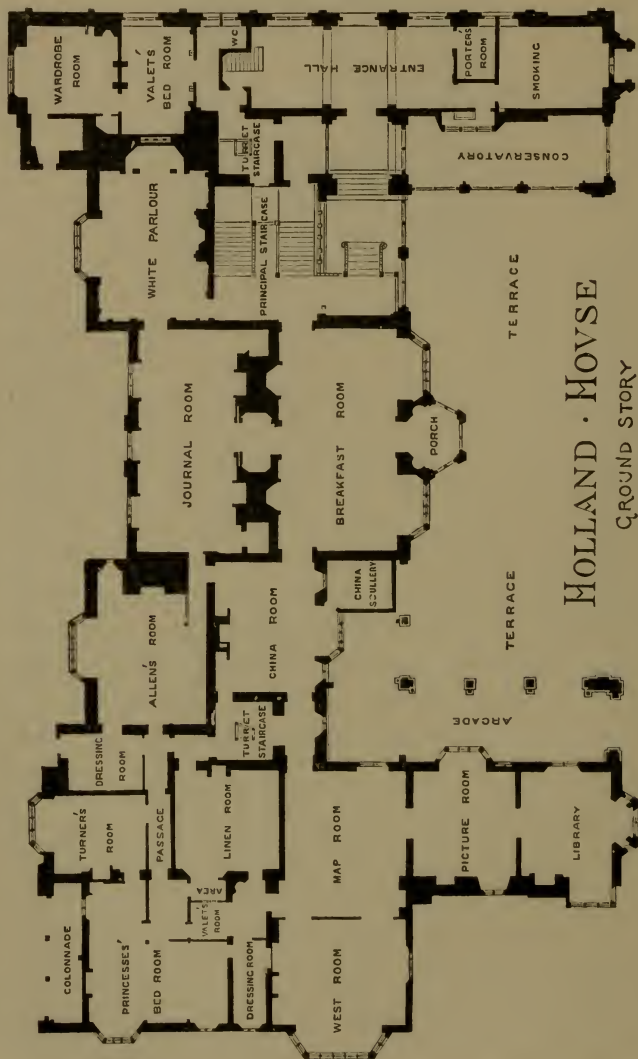 COLONNADE
PRINCESSES'
BED ROOM
TURNER'S
ROOM
DRESSING
ROOM
PASSAGE
ALLEN'S
ROOM
JOURNAL ROOM
WHITE PARLOUR
WARDROBE
ROOM
VALETS'
BED ROOM
WC
DRESSING ROOM
VALETS'
ROOM
AREA
LINEN ROOM
TURRET
STAIRCASE
CHINA ROOM
PRINCIPAL STAIRCASE
TURRET
STAIRCASE
ENTRANCE HALL
WEST ROOM
MAP ROOM
CHINA
SCULLERY
BREAKFAST ROOM
PORCH
PORTERS'
ROOM
SMOKING
CONSERVATORY
PICTURE ROOM
LIBRARY
ARCADE
TERRACE
TERRACE
HOLLAND · HOVSE
GROUND STORY